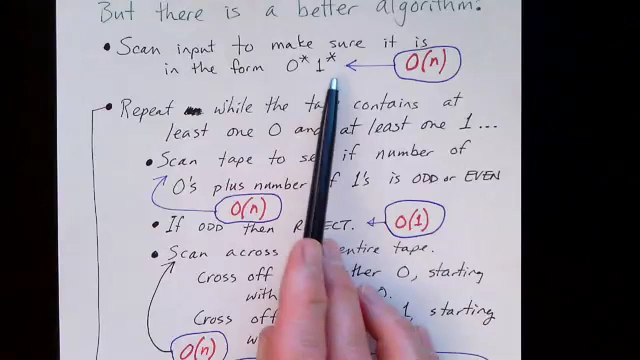 But there is a better algorithm:
• Scan input to make sure it is
in the form 0*1* O(n)
• Repeat while the tape contains at
least one 0 and at least one 1...
• Scan tape to see if number of
0's plus number of 1's is ODD or EVEN
O(n)
• If ODD then REJECT. O(1)
• Scan across entire tape.
Cross off other 0, starting
with 0.
Cross off 1, starting
O(n)